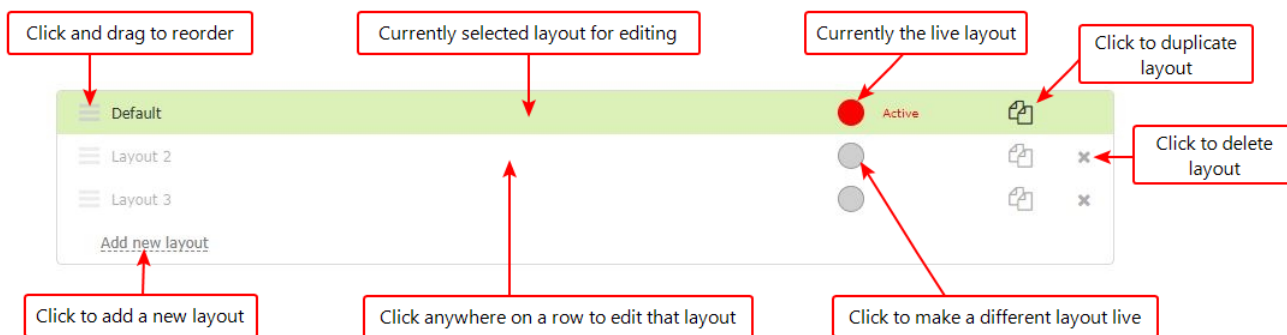 Click and drag to reorder
Currently selected layout for editing
Currently the live layout
Click to duplicate
layout
Default
Active
Layout 2
Click to delete
layout
Layout 3
Add new layout
Click to add a new layout
Click anywhere on a row to edit that layout
Click to make a different layout live